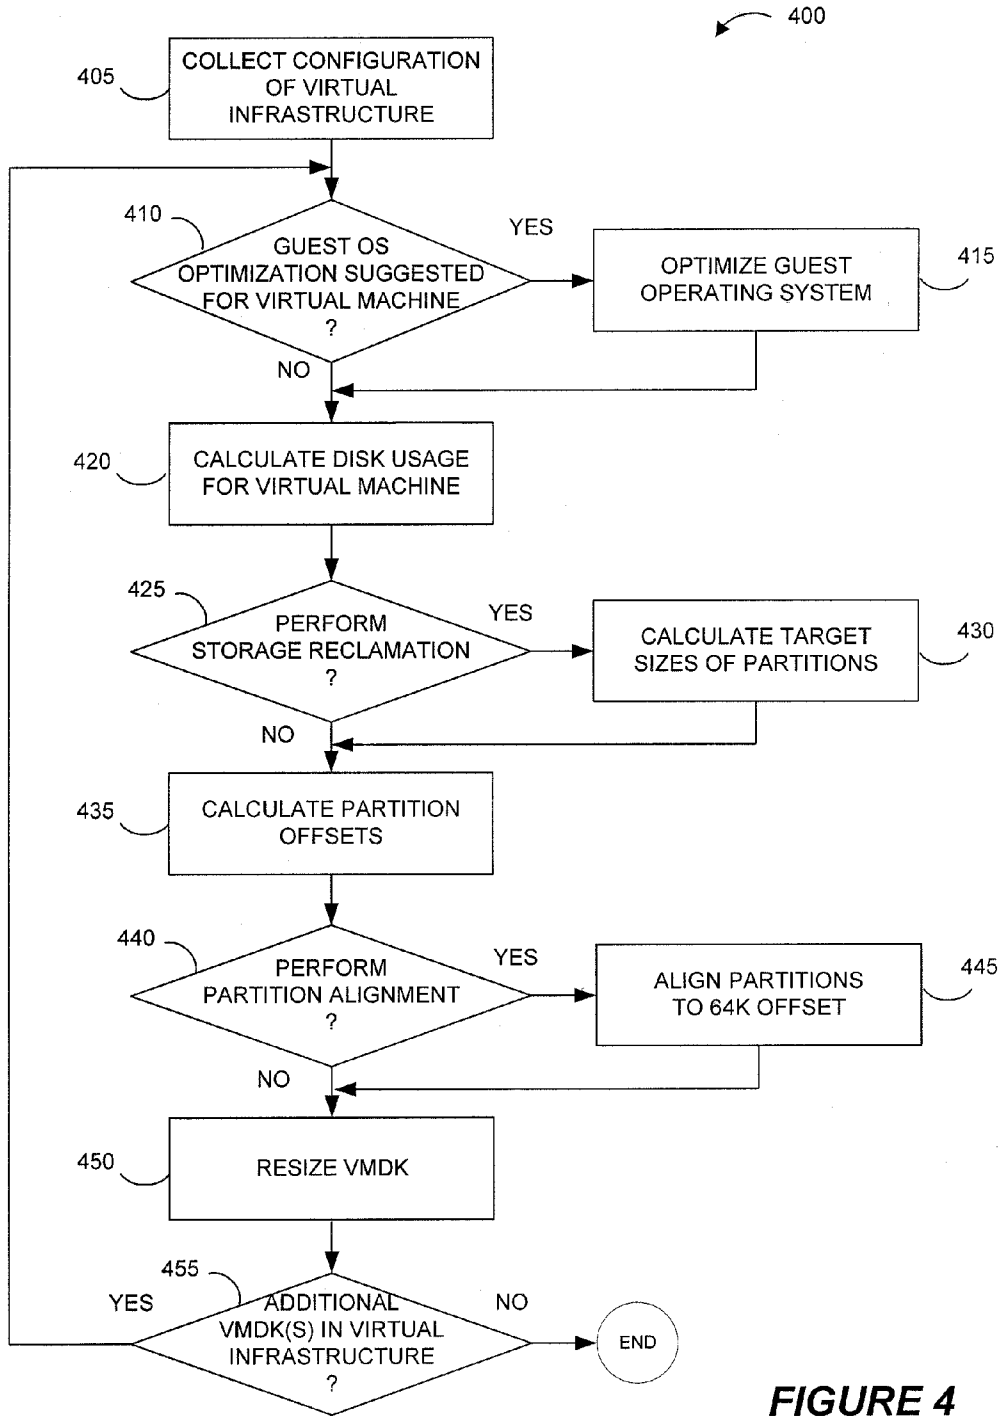 400
COLLECT CONFIGURATION
OF VIRTUAL
INFRASTRUCTURE
405
410
GUEST OS
OPTIMIZATION SUGGESTED
FOR VIRTUAL MACHINE
?
YES
OPTIMIZE GUEST
OPERATING SYSTEM
415
NO
420
CALCULATE DISK USAGE
FOR VIRTUAL MACHINE
425
PERFORM
STORAGE RECLAMATION
?
YES
CALCULATE TARGET
SIZES OF PARTITIONS
430
NO
435
CALCULATE PARTITION
OFFSETS
440
PERFORM
PARTITION ALIGNMENT
?
YES
ALIGN PARTITIONS
TO 64K OFFSET
445
NO
450
RESIZE VMDK
455
YES
ADDITIONAL
VMDK(S) IN VIRTUAL
INFRASTRUCTURE
?
NO
END
FIGURE 4